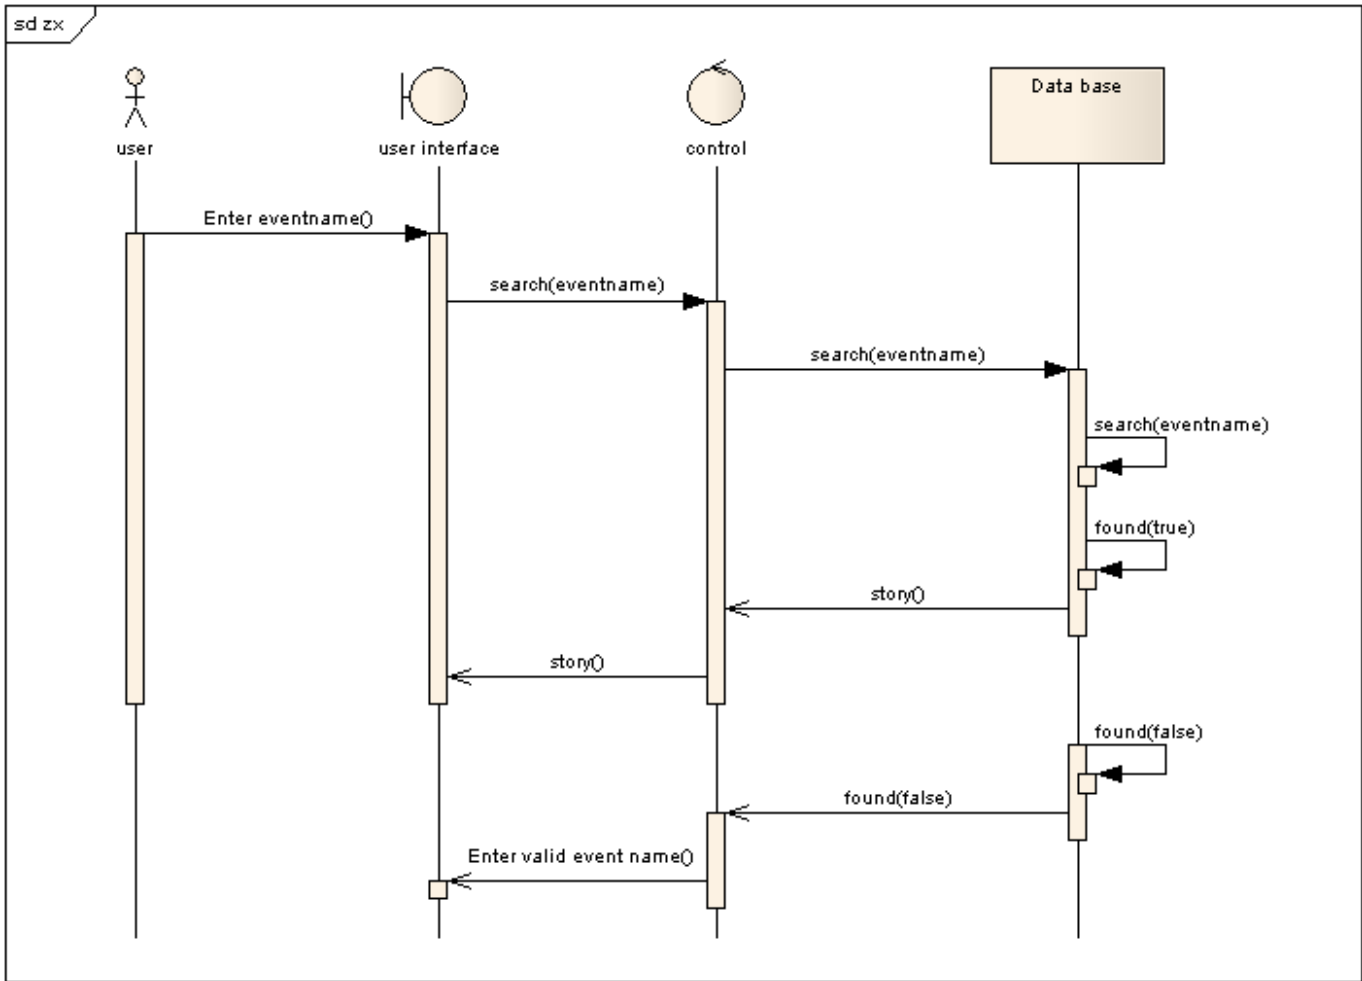 sd zx
user
user interface
control
Data base
Enter eventname()
search(eventname)
search(eventname)
search(eventname)
found(true)
story()
story()
found(false)
found(false)
Enter valid event name()